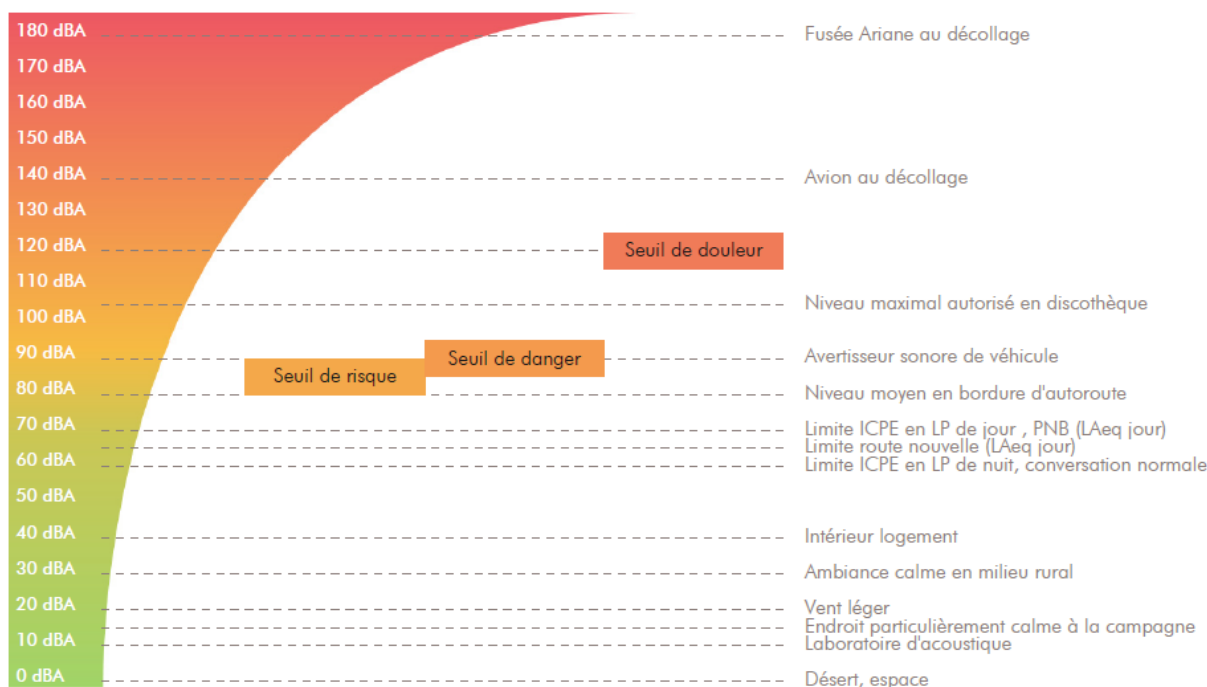 180 dBA
Fusée Ariane au décollage
170 dBA
160 dBA
150 dBA
140 dBA
Avion au décollage
130 dBA
120 dBA
Seuil de douleur
110 dBA
Niveau maximal autorisé en discothèque
100 dBA
90 dBA
Seuil de danger
Avertisseur sonore de véhicule
Seuil de risque
80 dBA
Niveau moyen en bordure d'autoroute
70 dBA
Limite ICPE en LP de jour , PNB (LAeq jour)
Limite route nouvelle (LAeq jour)
60 dBA
Limite ICPE en LP de nuit, conversation normale
50 dBA
40 dBA
Intérieur logement
30 dBA
Ambiance calme en milieu rural
20 dBA
Vent léger
Endroit particulièrement calme à la campagne
10 dBA
Laboratoire d'acoustique
0 dBA
Désert, espace